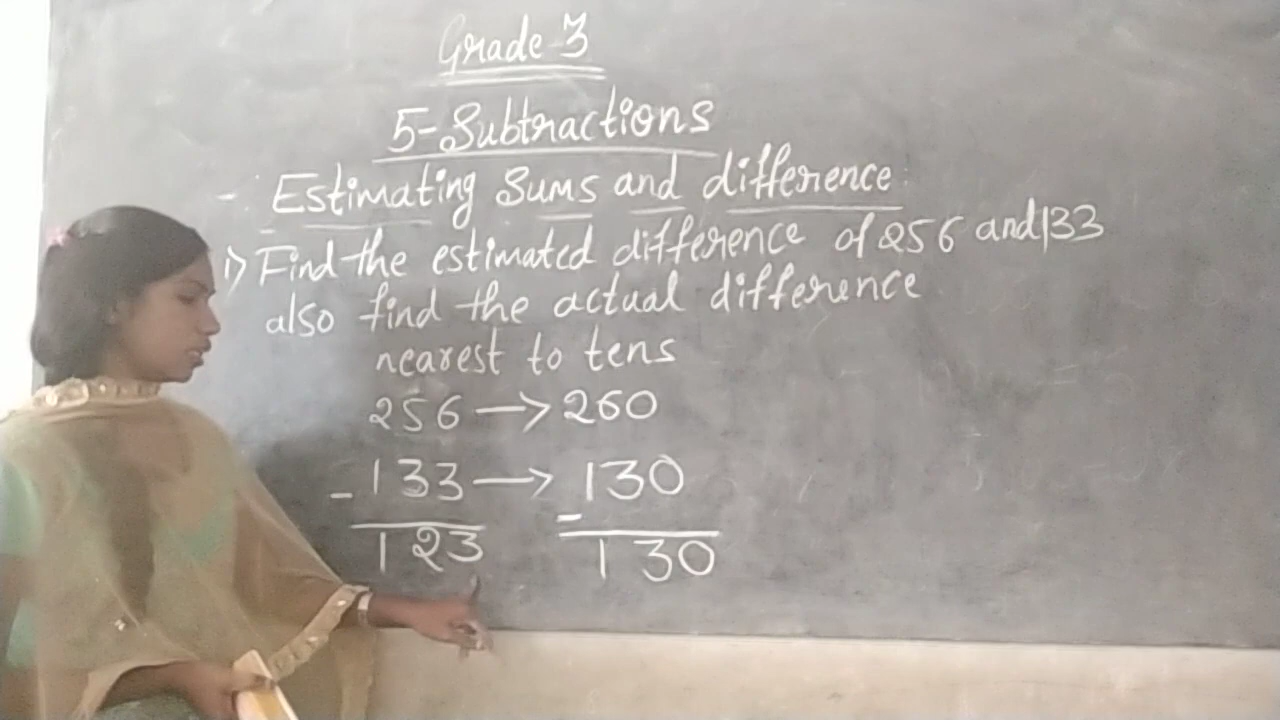 Grade-3
5-Subtractions
- Estimating Sums and difference
1) Find the estimated difference of 256 and 133
also find the actual difference
nearest to tens
256 → 260
- 133 → - 130
123 130